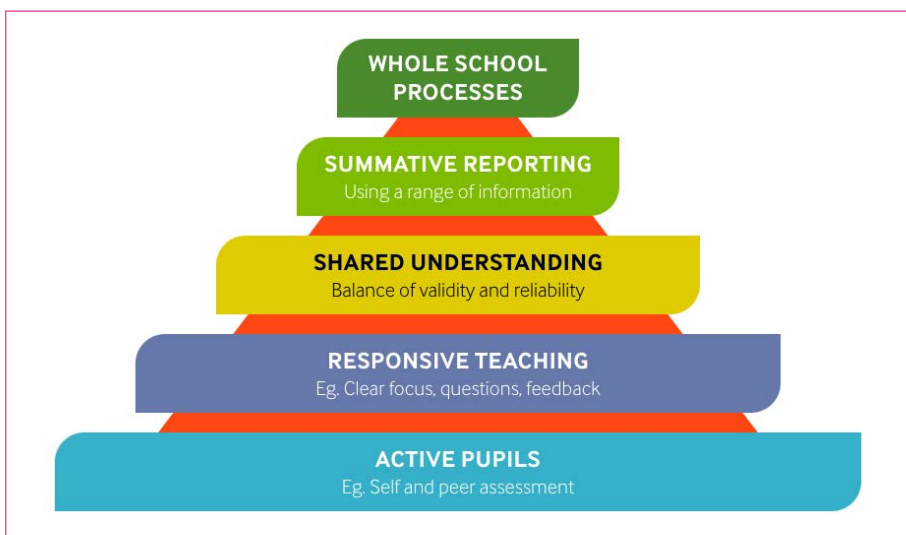 WHOLE SCHOOL
PROCESSES
SUMMATIVE REPORTING
Using a range of information
SHARED UNDERSTANDING
Balance of validity and reliability
RESPONSIVE TEACHING
Eg. Clear focus, questions, feedback
ACTIVE PUPILS
Eg. Self and peer assessment